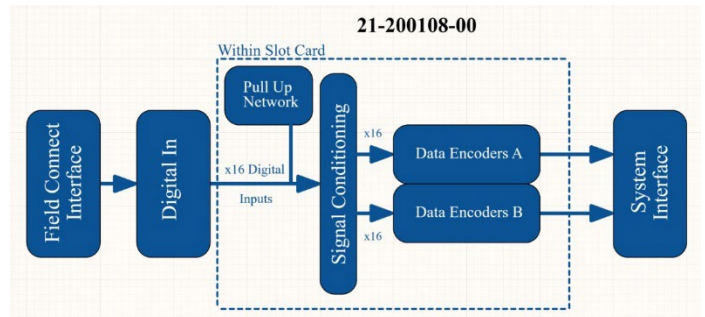 21-200108-00
Within Slot Card
Pull Up
Network
Field Connect
Interface
Digital In
x16 Digital
Inputs
Signal Conditioning
x16
Data Encoders A
Data Encoders B
x16
System
Interface